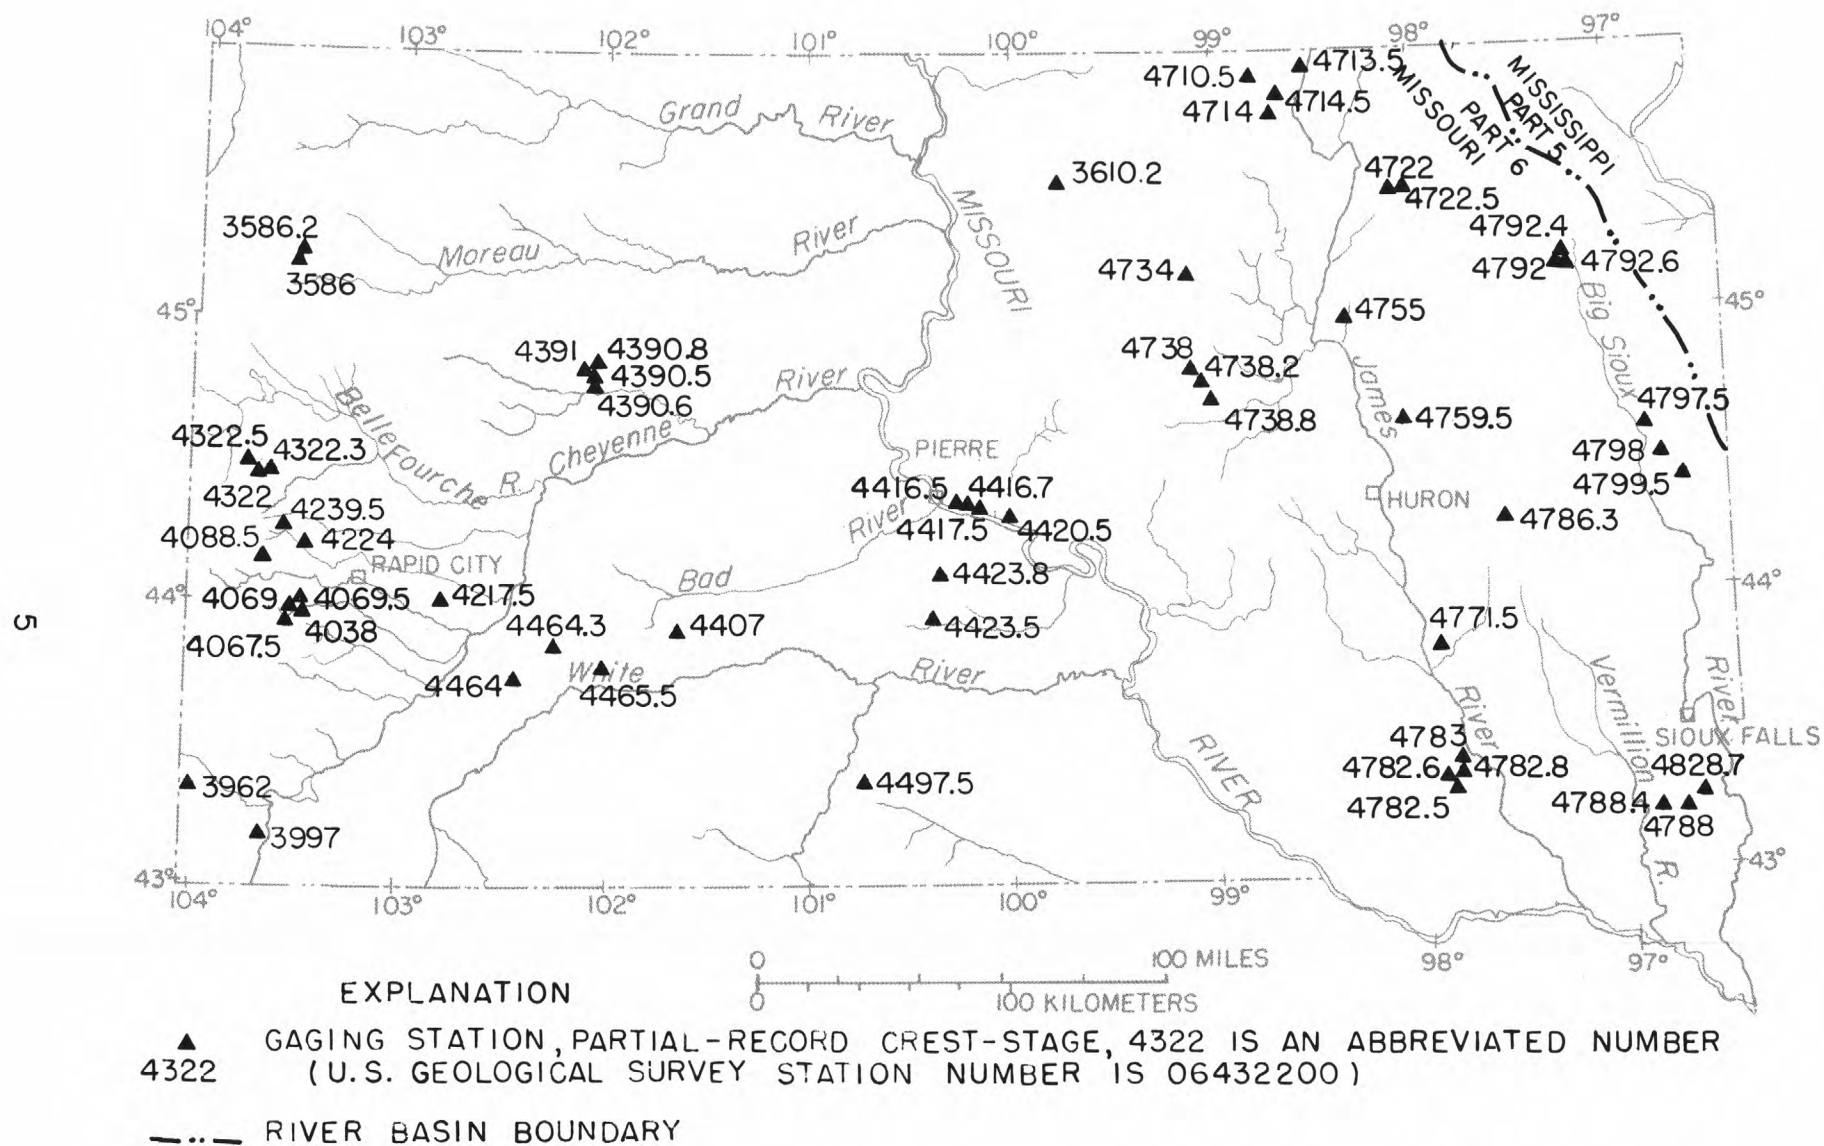 104° 103° 102° 101° 100° 99° 98° 97°
4710.5 4713.5
4714 4714.5
MISSISSIPPI
PART 5
PART 6
MISSOURI
Grand River
3610.2
4722
4722.5
3586.2
3586
Moreau River
MISSOURI
4792.4
4792 4792.6
4734
45° 45°
4755
Big Sioux
4391 4390.8
4390.5
4390.6
4738 4738.2
4738.8
James
4759.5
4797.5
4798
4799.5
Belle Fourche R.
Cheyenne River
4322.5 4322.3
4322
PIERRE
4416.5 4416.7
4417.5 4420.5
HURON
4786.3
4239.5
4088.5 4224
RAPID CITY
Bad River
4423.8
44° 44°
4069 4069.5 4217.5
4038
4067.5
4464.3 4407
4423.5
4771.5
4464
White River
4465.5
Vermillion
River
River
SIOUX FALLS
RIVER
4783
4782.6 4782.8
4782.5
4828.7
4788.4
4788
3962
3997
4497.5
R.
43° 43°
104° 103° 102° 101° 100° 99° 98° 97°
5
0 100 MILES
0 100 KILOMETERS
EXPLANATION
GAGING STATION, PARTIAL-RECORD CREST-STAGE, 4322 IS AN ABBREVIATED NUMBER
4322 (U.S. GEOLOGICAL SURVEY STATION NUMBER IS 06432200)
RIVER BASIN BOUNDARY